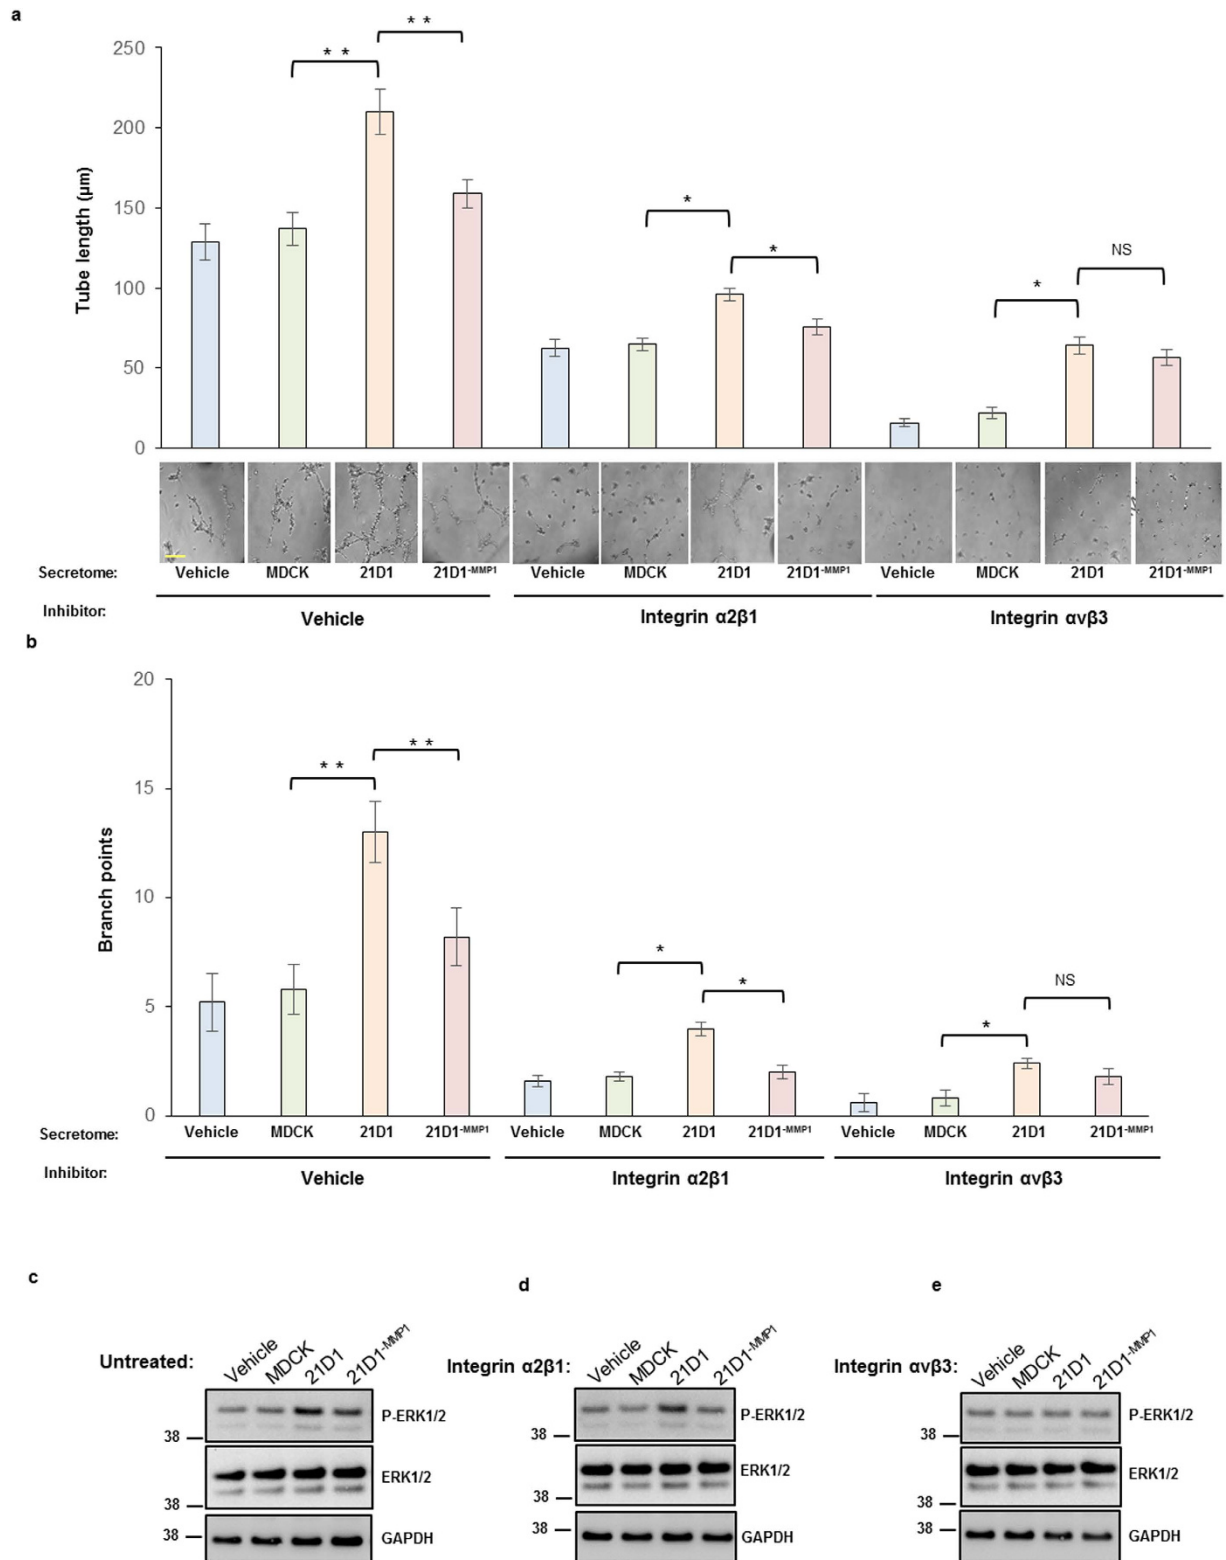 a
* *
* *
250
200
150
100
50
0
Tube length (µm)
*
*
*
NS
Secretome: Vehicle MDCK 21D1 21D1-MMP1 Vehicle MDCK 21D1 21D1-MMP1 Vehicle MDCK 21D1 21D1-MMP1
Inhibitor: Vehicle Integrin α2β1 Integrin αvβ3
b
20
15
10
5
0
Branch points
* *
* *
*
*
*
NS
Secretome: Vehicle MDCK 21D1 21D1-MMP1 Vehicle MDCK 21D1 21D1-MMP1 Vehicle MDCK 21D1 21D1-MMP1
Inhibitor: Vehicle Integrin α2β1 Integrin αvβ3
c
Untreated: Vehicle MDCK 21D1 21D1-MMP1
38 P-ERK1/2
38 ERK1/2
38 GAPDH
d
Integrin α2β1: Vehicle MDCK 21D1 21D1-MMP1
38 P-ERK1/2
38 ERK1/2
38 GAPDH
e
Integrin αvβ3: Vehicle MDCK 21D1 21D1-MMP1
38 P-ERK1/2
38 ERK1/2
38 GAPDH